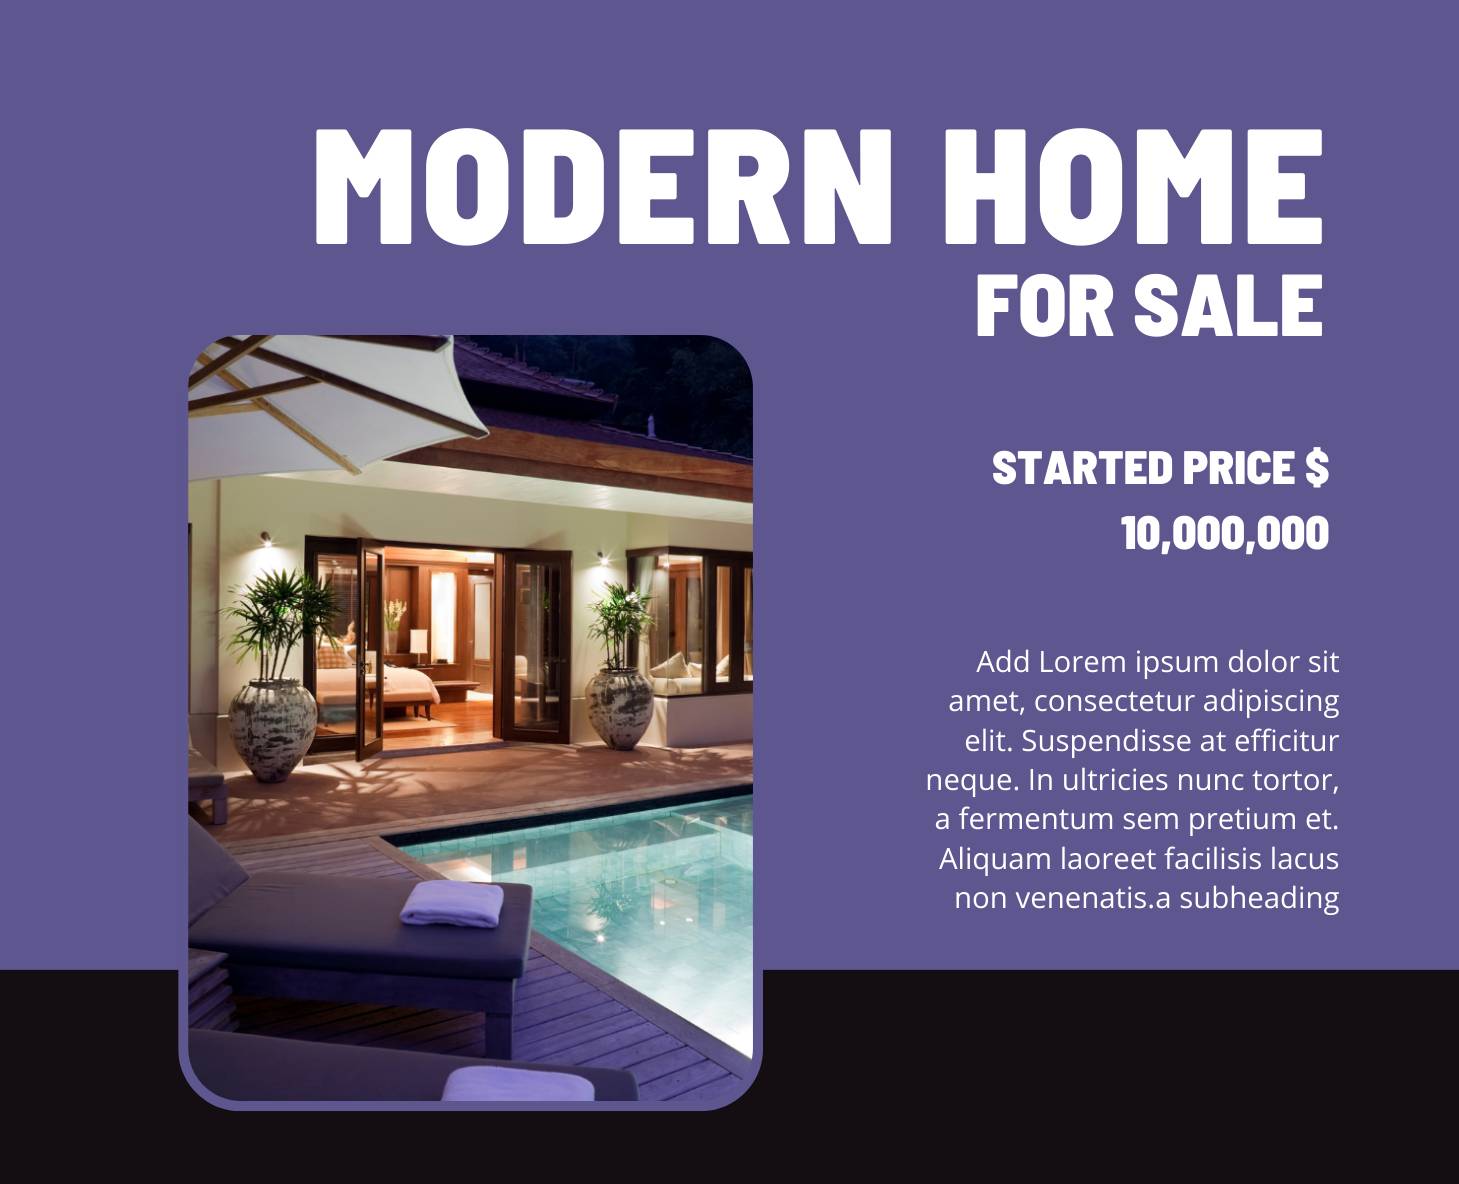 MODERN HOME
FOR SALE
STARTED PRICE $
10,000,000
Add Lorem ipsum dolor sit
amet, consectetur adipiscing
elit. Suspendisse at efficitur
neque. In ultricies nunc tortor,
a fermentum sem pretium et.
Aliquam laoreet facilisis lacus
non venenatis.a subheading